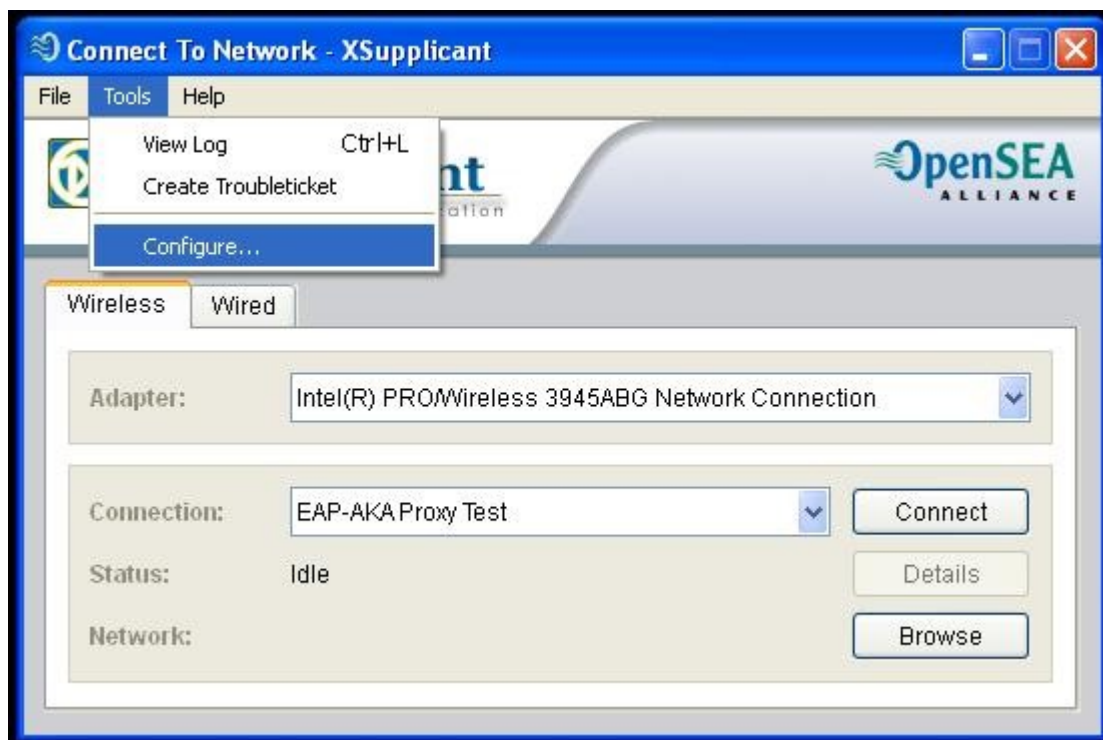 Connect To Network - XSupplicant
File Tools Help
View Log Ctrl+L
Create Troubleticket
Configure...
OpenSEA
ALLIANCE
Wireless Wired
Adapter: Intel(R) PRO/Wireless 3945ABG Network Connection
Connection: EAP-AKA Proxy Test Connect
Status: Idle Details
Network: Browse